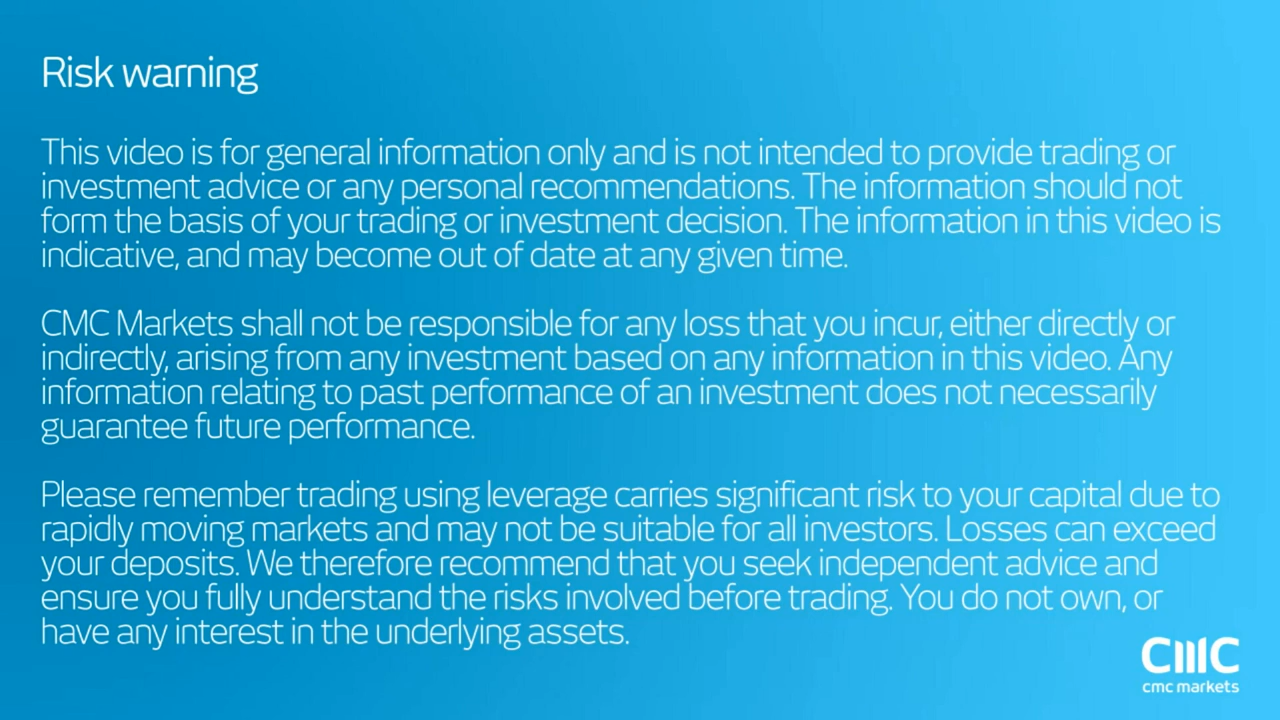 Risk warning
This video is for general information only and is not intended to provide trading or
investment advice or any personal recommendations. The information should not
form the basis of your trading or investment decision. The information in this video is
indicative, and may become out of date at any given time.
CMC Markets shall not be responsible for any loss that you incur, either directly or
indirectly, arising from any investment based on any information in this video. Any
information relating to past performance of an investment does not necessarily
guarantee future performance.
Please remember trading using leverage carries significant risk to your capital due to
rapidly moving markets and may not be suitable for all investors. Losses can exceed
your deposits. We therefore recommend that you seek independent advice and
ensure you fully understand the risks involved before trading. You do not own, or
have any interest in the underlying assets.
CMC
cmc markets